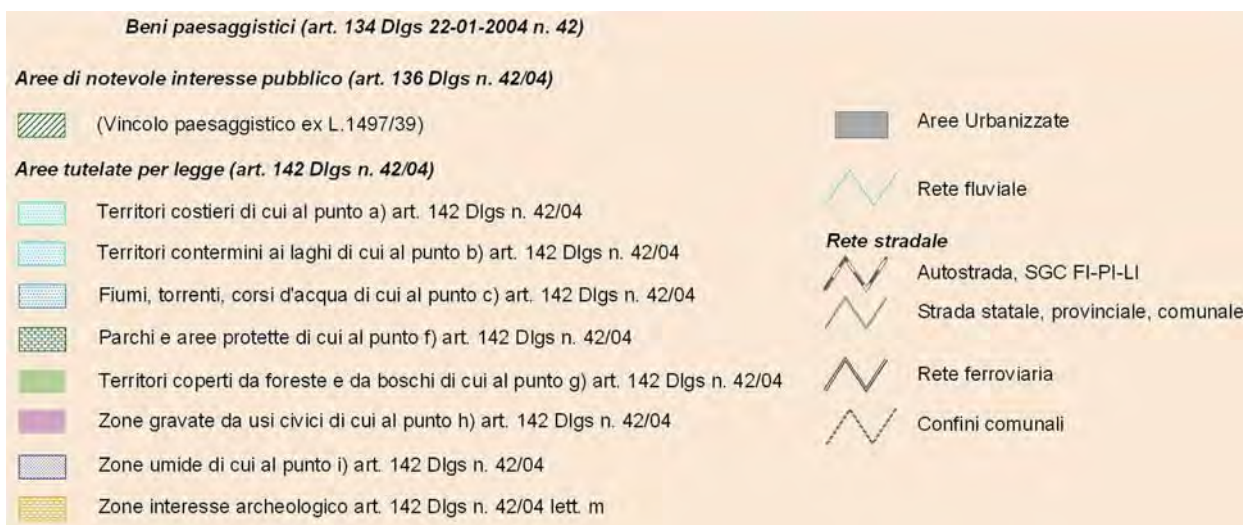 Beni paesaggistici (art. 134 Dlgs 22-01-2004 n. 42)
Aree di notevole interesse pubblico (art. 136 Dlgs n. 42/04)
(Vincolo paesaggistico ex L.1497/39)
Aree tutelate per legge (art. 142 Dlgs n. 42/04)
Territori costieri di cui al punto a) art. 142 Dlgs n. 42/04
Territori contermini ai laghi di cui al punto b) art. 142 Dlgs n. 42/04
Fiumi, torrenti, corsi d'acqua di cui al punto c) art. 142 Dlgs n. 42/04
Parchi e aree protette di cui al punto f) art. 142 Dlgs n. 42/04
Territori coperti da foreste e da boschi di cui al punto g) art. 142 Dlgs n. 42/04
Zone gravate da usi civici di cui al punto h) art. 142 Dlgs n. 42/04
Zone umide di cui al punto i) art. 142 Dlgs n. 42/04
Zone interesse archeologico art. 142 Dlgs n. 42/04 lett. m
Aree Urbanizzate
Rete fluviale
Rete stradale
Autostrada, SGC FI-PI-LI
Strada statale, provinciale, comunale
Rete ferroviaria
Confini comunali